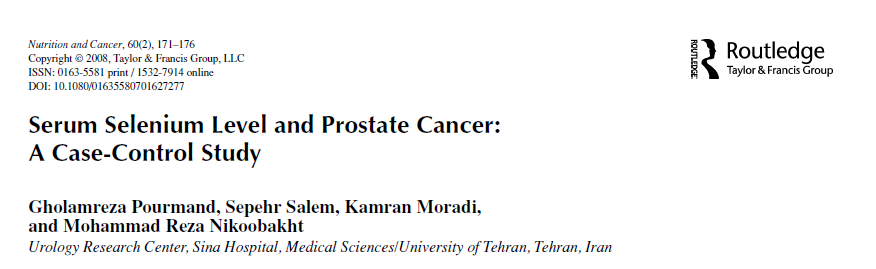 Nutrition and Cancer, 60(2), 171–176
Copyright © 2008, Taylor & Francis Group, LLC
ISSN: 0163-5581 print / 1532-7914 online
DOI: 10.1080/01635580701627277
ROUTLEDGE
Routledge
Taylor & Francis Group
Serum Selenium Level and Prostate Cancer:
A Case-Control Study
Gholamreza Pourmand, Sepehr Salem, Kamran Moradi,
and Mohammad Reza Nikoobakht
Urology Research Center, Sina Hospital, Medical Sciences/University of Tehran, Tehran, Iran